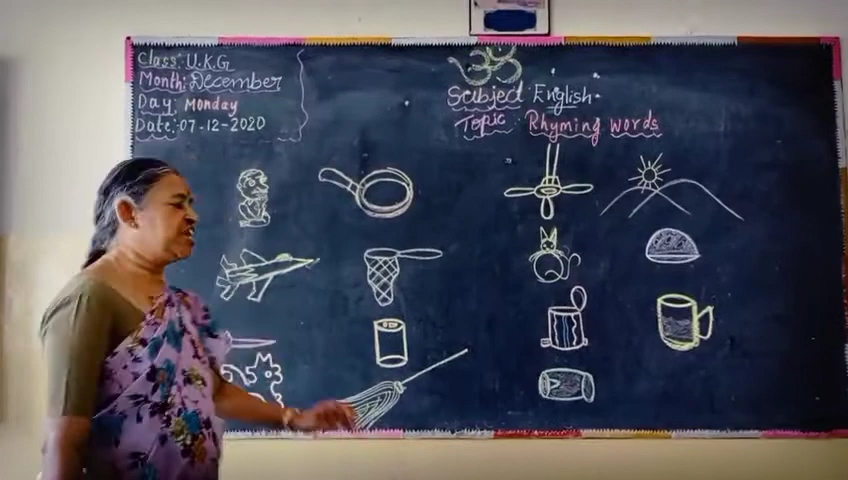 Class: U.K.G
Month: December
Day: Monday
Date: 07-12-2020
ॐ
Subject: English.
Topic: Rhyming words